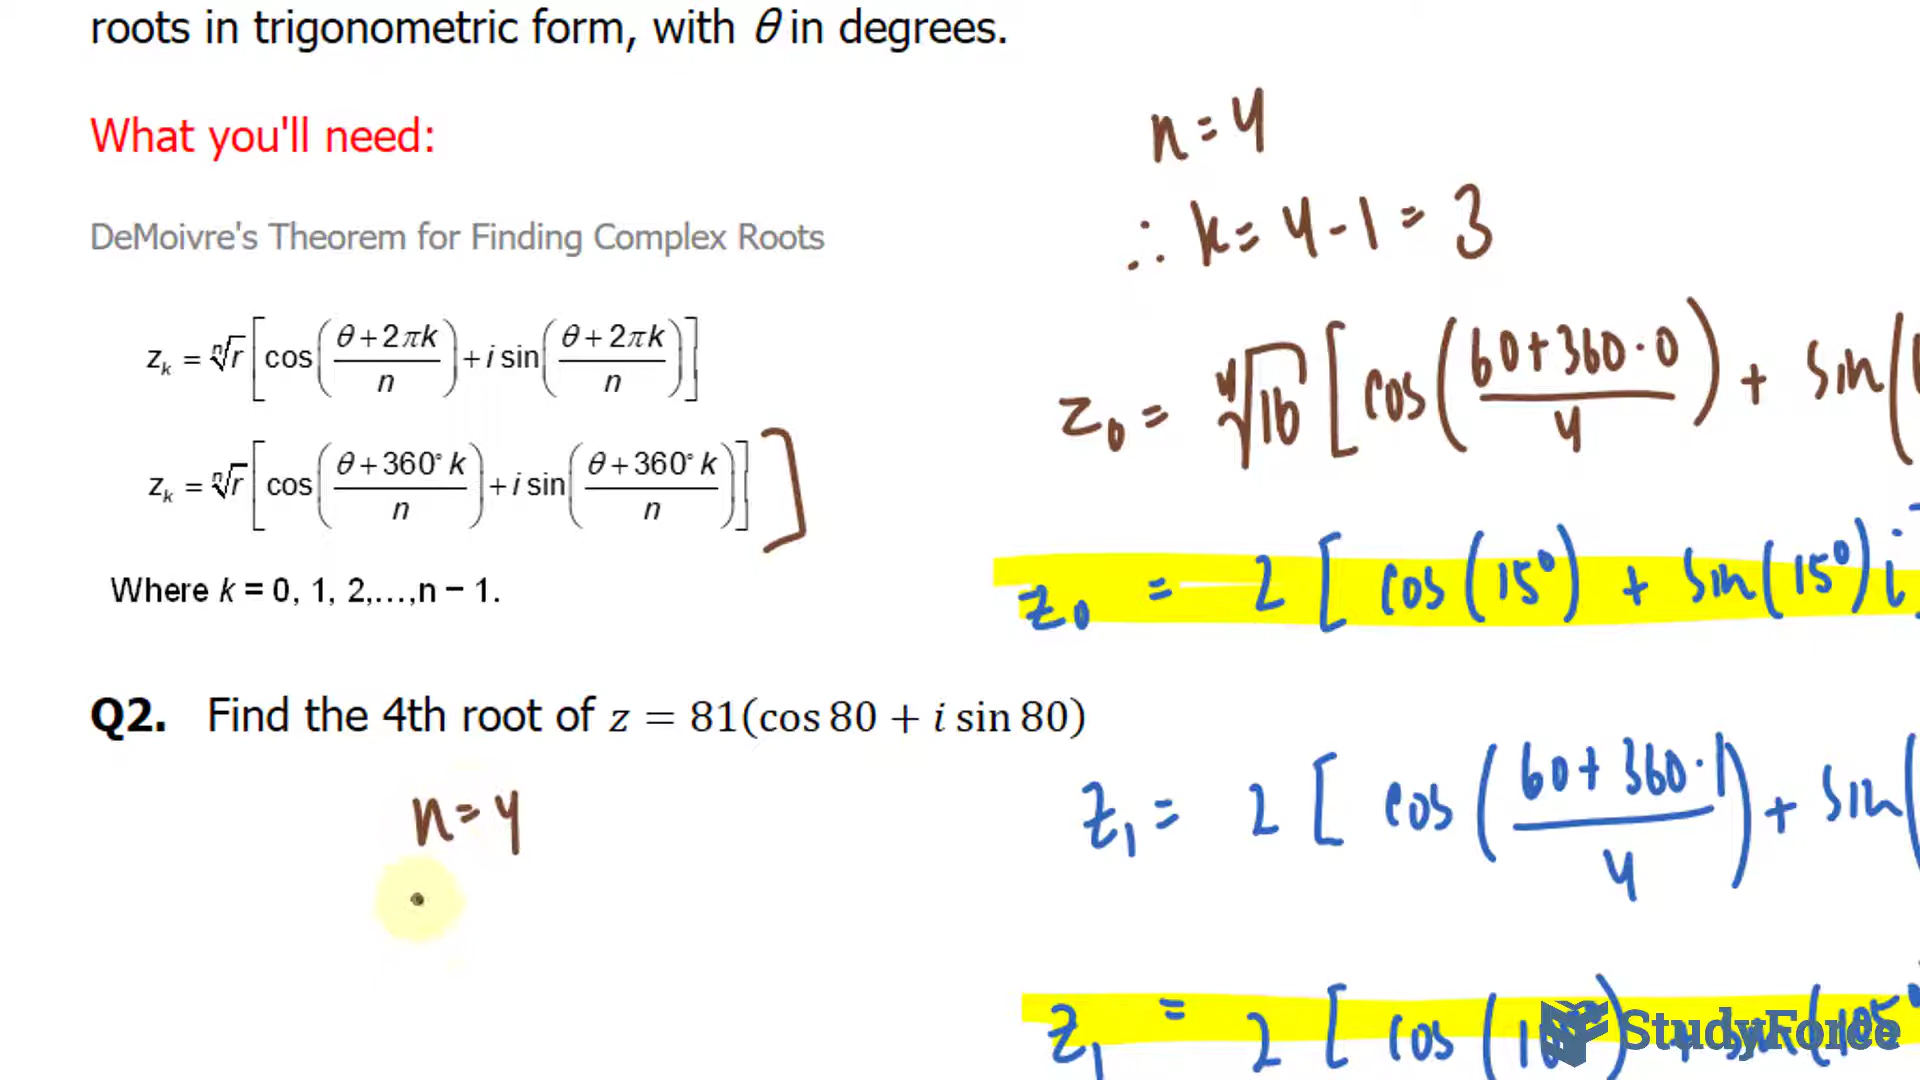 roots in trigonometric form, with θ in degrees.
What you'll need:
DeMoivre's Theorem for Finding Complex Roots
z_k = ⁿ√r [cos((θ+2πk)/n) + i sin((θ+2πk)/n)]
z_k = ⁿ√r [cos((θ+360°k)/n) + i sin((θ+360°k)/n)]
Where k = 0, 1, 2,...,n − 1.
Q2. Find the 4th root of z = 81(cos 80 + i sin 80)
n = 4
n = 4
∴ k = 4 - 1 = 3
z₀ = ⁴√16 [cos((60+360·0)/4) + sin(
z₀ = 2 [cos(15°) + sin(15°)i]
z₁ = 2 [cos((60+360·1)/4) + sin(
z₁ = 2 [cos( + sin(105°
StudyForce